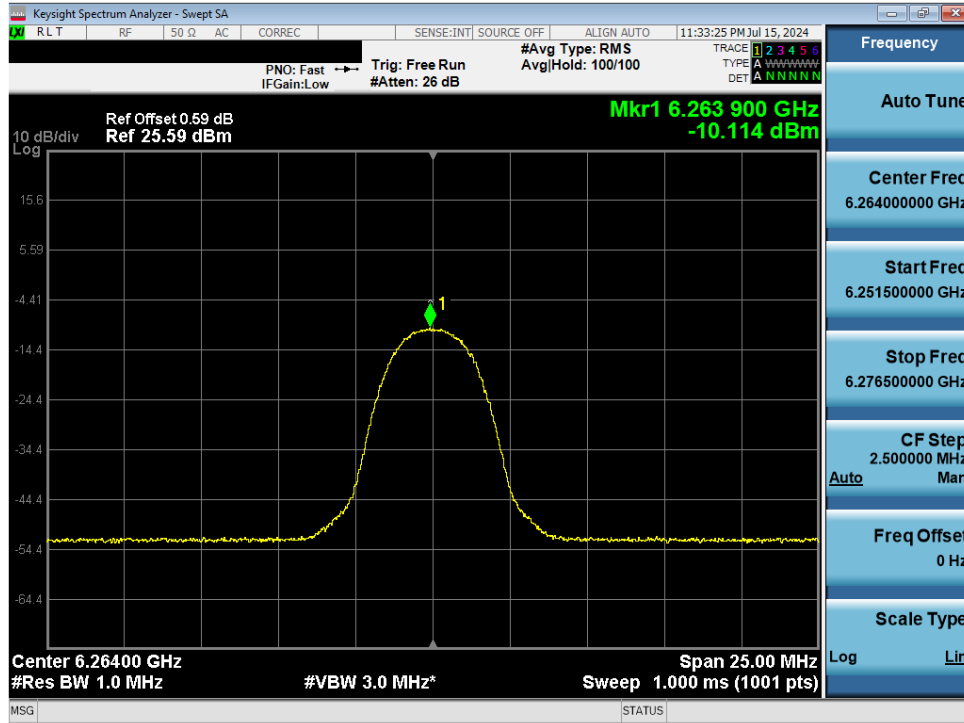 Keysight Spectrum Analyzer - Swept SA
LXI RLT RF 50 Ω AC CORREC SENSE:INT SOURCE OFF ALIGN AUTO 11:33:25 PM Jul 15, 2024
PNO: Fast
IFGain:Low
Trig: Free Run
#Atten: 26 dB
#Avg Type: RMS
Avg|Hold: 100/100
TRACE 1 2 3 4 5 6
TYPE A WWWWW
DET A N N N N N
Mkr1 6.263 900 GHz
-10.114 dBm
Ref Offset 0.59 dB
10 dB/div Ref 25.59 dBm
Log
1
15.6
5.59
-4.41
-14.4
-24.4
-34.4
-44.4
-54.4
-64.4
Center 6.26400 GHz Span 25.00 MHz
#Res BW 1.0 MHz #VBW 3.0 MHz* Sweep 1.000 ms (1001 pts)
MSG STATUS
Frequency
Auto Tune
Center Freq
6.264000000 GHz
Start Freq
6.251500000 GHz
Stop Freq
6.276500000 GHz
CF Step
2.500000 MHz
Auto Man
Freq Offset
0 Hz
Scale Type
Log Lin